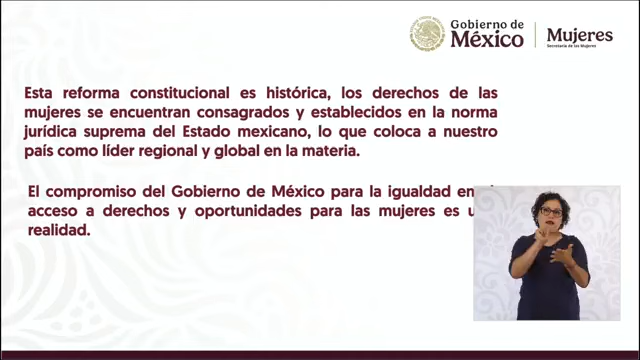 Gobierno de
México
Mujeres
Secretaría de las Mujeres
Esta reforma constitucional es histórica, los derechos de las
mujeres se encuentran consagrados y establecidos en la norma
jurídica suprema del Estado mexicano, lo que coloca a nuestro
país como líder regional y global en la materia.
El compromiso del Gobierno de México para la igualdad en
acceso a derechos y oportunidades para las mujeres es
realidad.